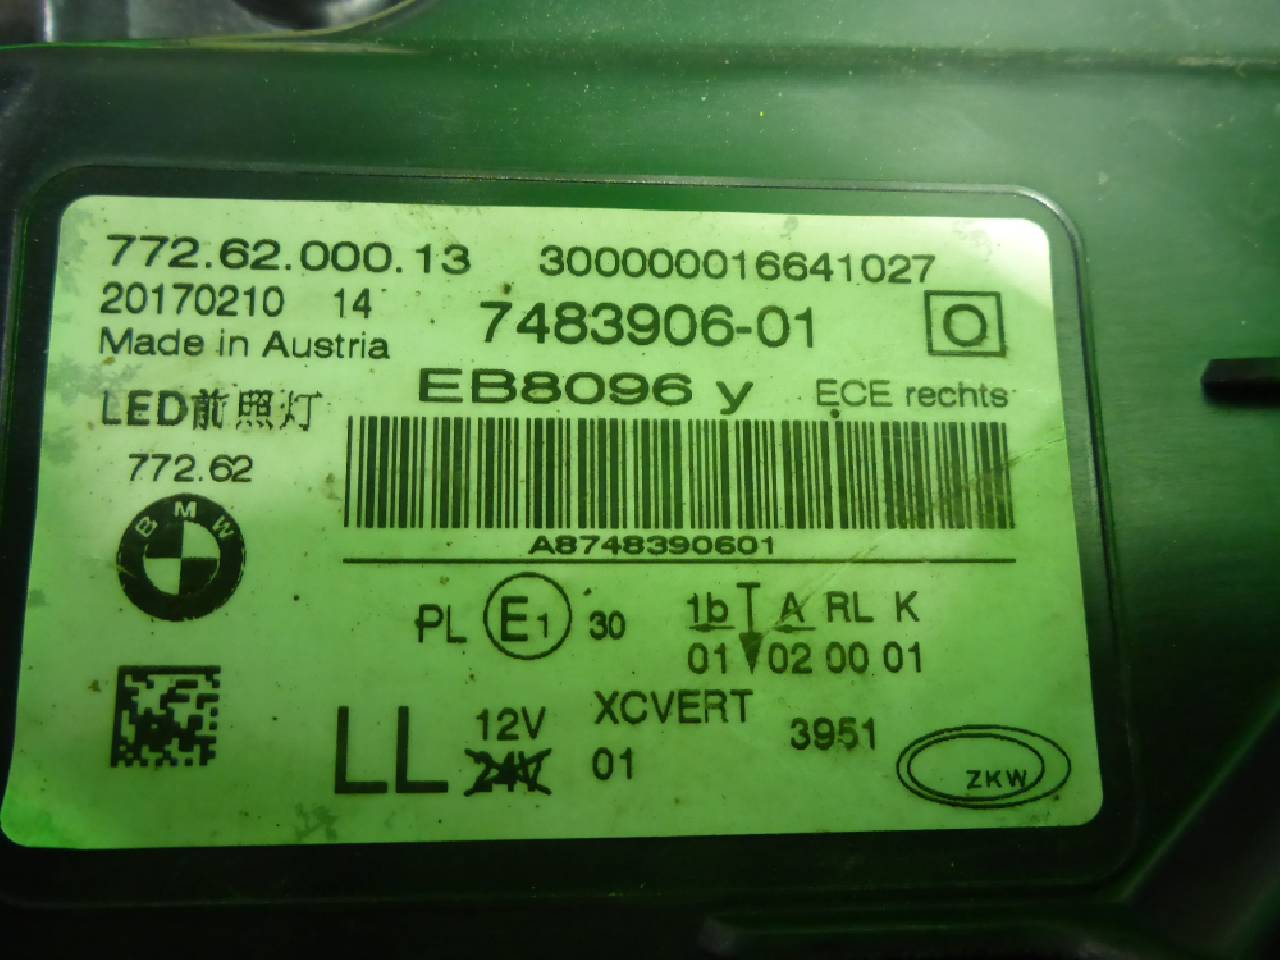 772.62.000.13 300000016641027
20170210 14 7483906-01
Made in Austria
EB8096 y ECE rechts
LED前照灯
772.62
BMW
A8748390601
PL E1 30 1b A RL K
01 02 00 01
LL 12V XCVERT 3951
24V 01
ZKW